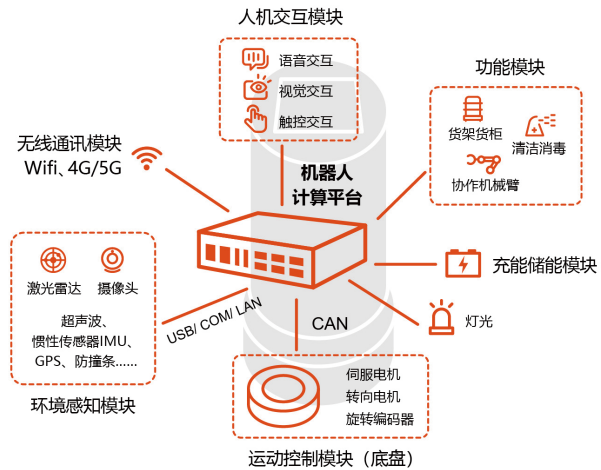 人机交互模块
语音交互
视觉交互
触控交互
功能模块
货架货柜
清洁消毒
协作机械臂
无线通讯模块
Wifi、4G/5G
机器人
计算平台
激光雷达
摄像头
超声波、
惯性传感器IMU、
GPS、防撞条......
环境感知模块
USB/ COM/ LAN
CAN
充能储能模块
灯光
伺服电机
转向电机
旋转编码器
运动控制模块（底盘）